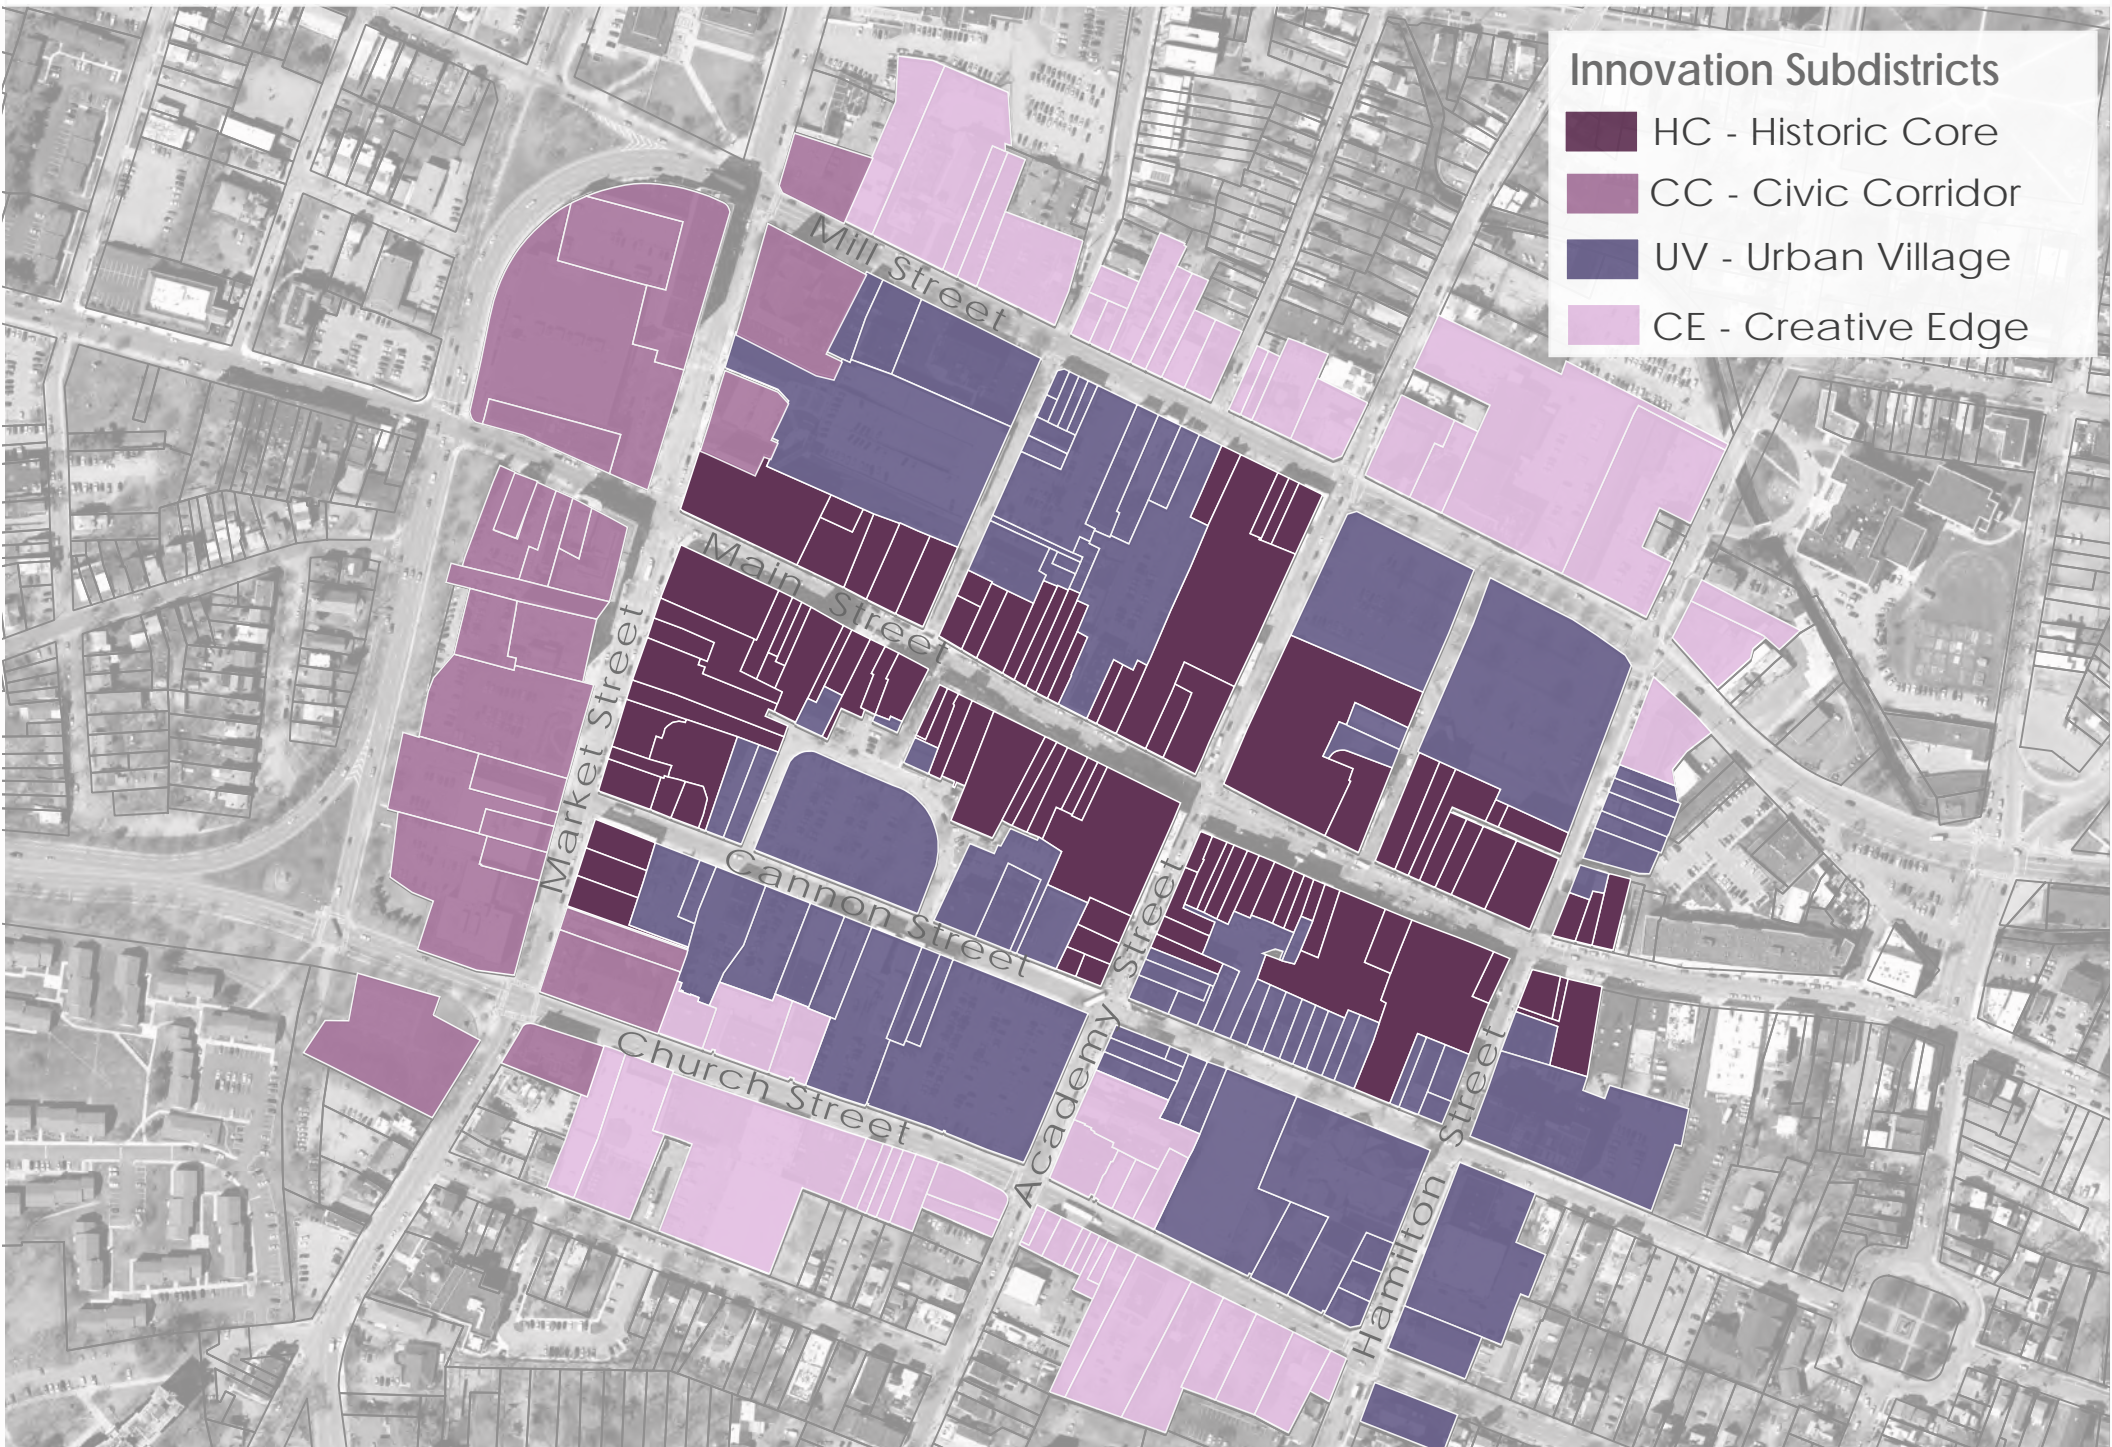 Innovation Subdistricts
HC - Historic Core
CC - Civic Corridor
UV - Urban Village
CE - Creative Edge
Mill Street
Main Street
Market Street
Cannon Street
Academy Street
Church Street
Hamilton Street